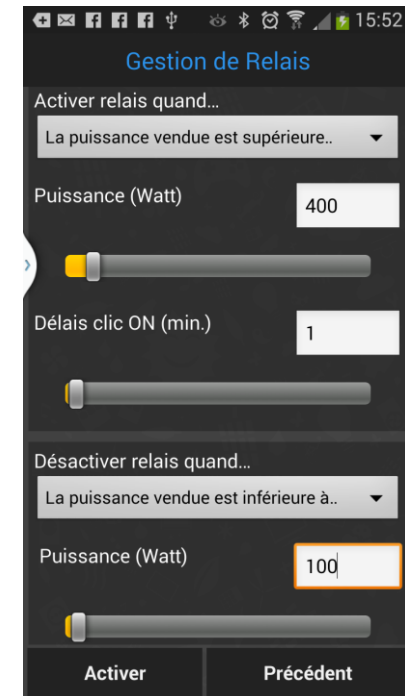 15:52
Gestion de Relais
Activer relais quand...
La puissance vendue est supérieure..
Puissance (Watt)
400
Délais clic ON (min.)
1
Désactiver relais quand...
La puissance vendue est inférieure à..
Puissance (Watt)
100
Activer
Précédent